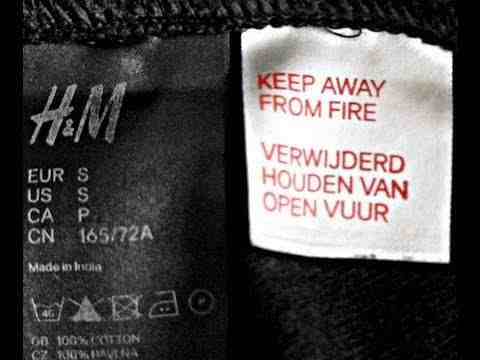 H&M
EUR S
US S
CA P
CN 165/72A
Made in India
40
P
GB 100% COTTON
CZ 100% BAVLNA
KEEP AWAY
FROM FIRE
VERWIJDERD
HOUDEN VAN
OPEN VUUR